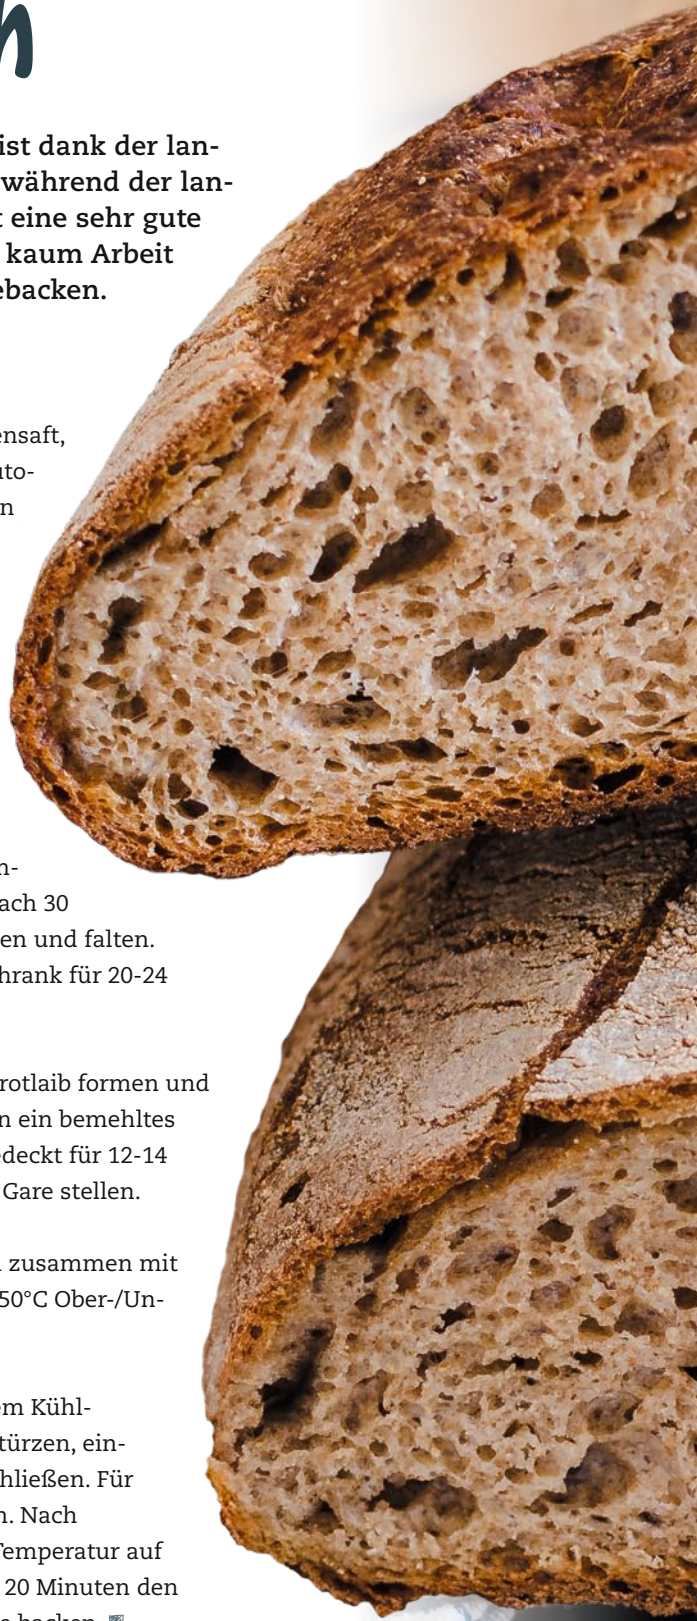 h
ist dank der lan-
während der lan-
t eine sehr gute
kaum Arbeit
ebacken.
ensaft,
uto-
n
n-
ach 30
en und falten.
hrank für 20-24
rotlaib formen und
n ein bemehltes
deckt für 12-14
Gare stellen.
zusammen mit
50°C Ober-/Un-
em Kühl-
türzen, ein-
hließen. Für
n. Nach
Temperatur auf
20 Minuten den
backen.